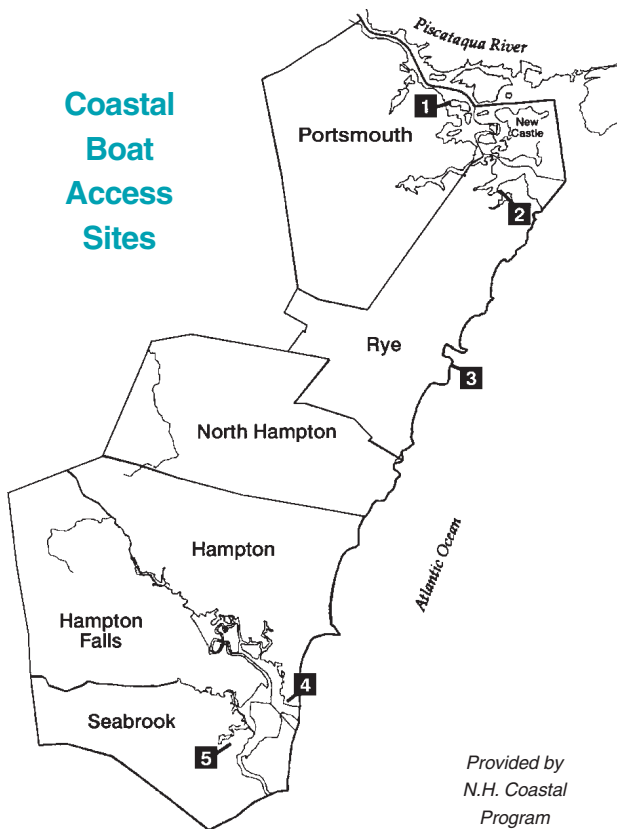 Coastal
Boat
Access
Sites
Piscataqua River
1
Portsmouth
New
Castle
2
Rye
3
North Hampton
Atlantic Ocean
Hampton
Hampton
Falls
4
Seabrook
5
Provided by
N.H. Coastal
Program